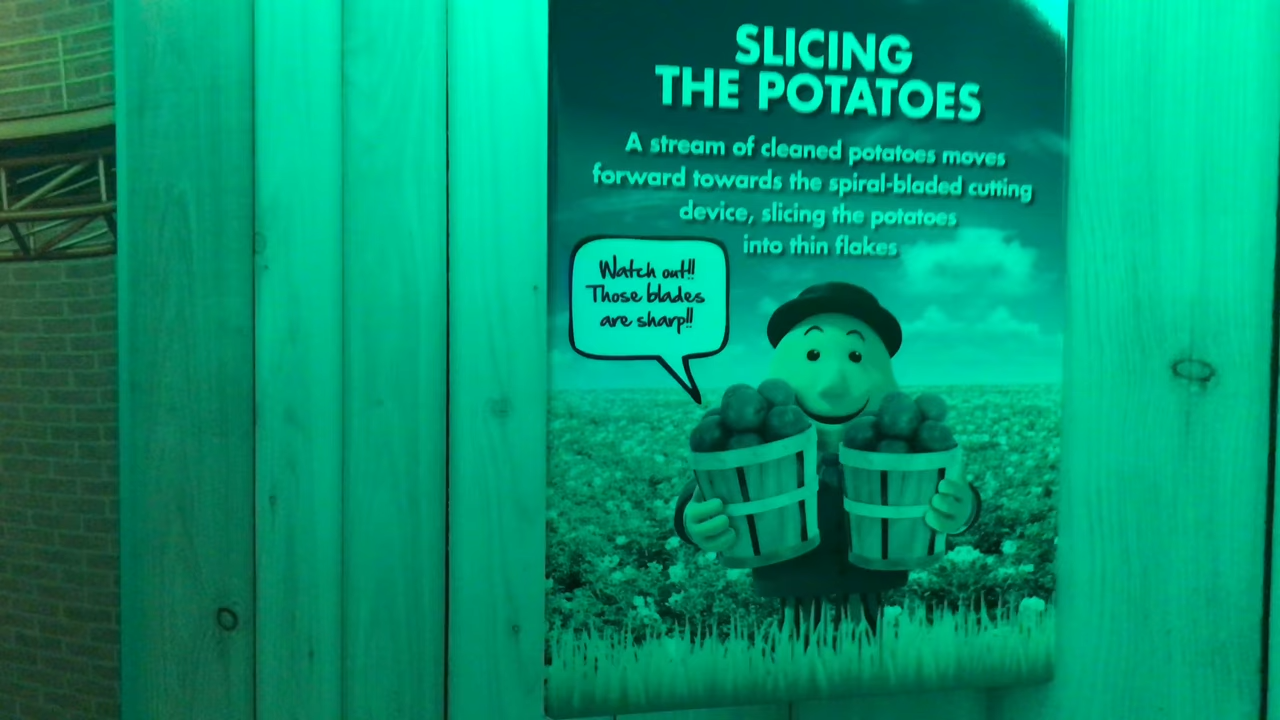 SLICING
THE POTATOES
A stream of cleaned potatoes moves
forward towards the spiral-bladed cutting
device, slicing the potatoes
into thin flakes
Watch out!!
Those blades
are sharp!!